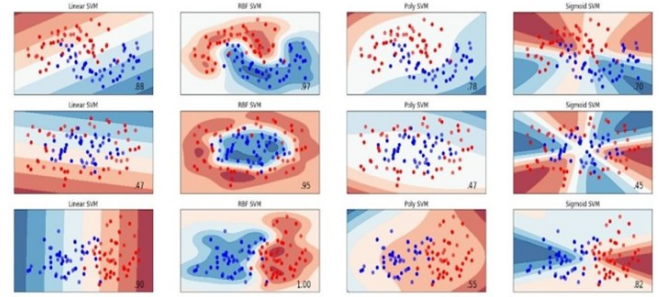 Linear SVM
RBF SVM
Poly SVM
Sigmoid SVM
.88
.97
.78
.70
Linear SVM
RBF SVM
Poly SVM
Sigmoid SVM
.47
.95
.47
.45
Linear SVM
RBF SVM
Poly SVM
Sigmoid SVM
.90
1.00
.55
.82